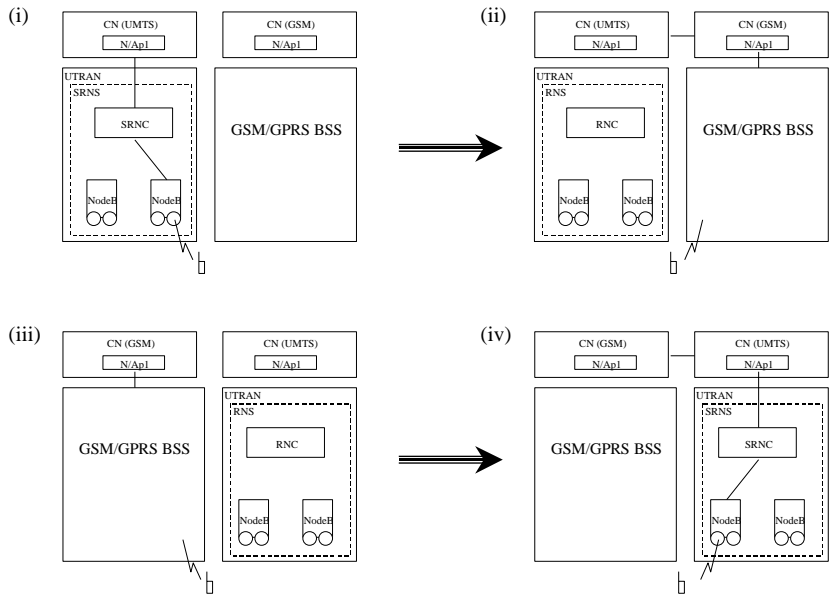 (i)
CN (UMTS)
N/Ap1
CN (GSM)
N/Ap1
UTRAN
SRNS
SRNC
NodeB
NodeB
GSM/GPRS BSS
(ii)
CN (UMTS)
N/Ap1
CN (GSM)
N/Ap1
UTRAN
RNS
RNC
NodeB
NodeB
GSM/GPRS BSS
(iii)
CN (GSM)
N/Ap1
CN (UMTS)
N/Ap1
GSM/GPRS BSS
UTRAN
RNS
RNC
NodeB
NodeB
(iv)
CN (GSM)
N/Ap1
CN (UMTS)
N/Ap1
GSM/GPRS BSS
UTRAN
SRNS
SRNC
NodeB
NodeB